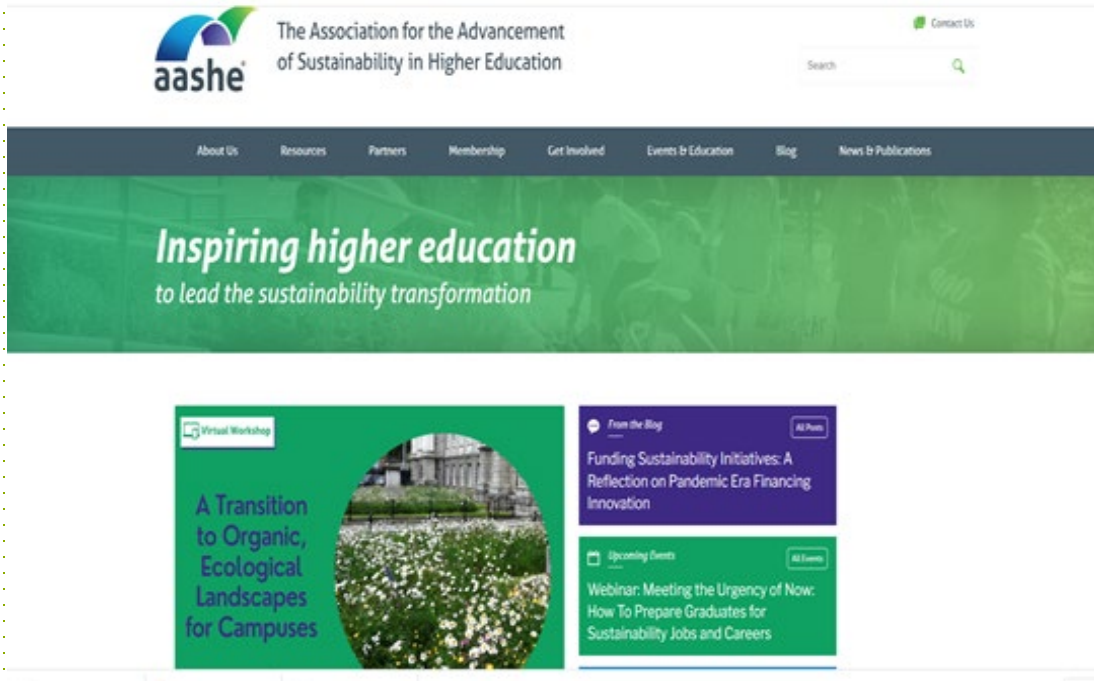 The Association for the Advancement
of Sustainability in Higher Education
aashe
Contact Us
Search
About Us Resources Partners Membership Get Involved Events & Education Blog News & Publications
Inspiring higher education
to lead the sustainability transformation
Virtual Workshop
A Transition
to Organic,
Ecological
Landscapes
for Campuses
From the Blog
All Posts
Funding Sustainability Initiatives: A
Reflection on Pandemic Era Financing
Innovation
Upcoming Events
All Events
Webinar: Meeting the Urgency of Now:
How To Prepare Graduates for
Sustainability Jobs and Careers